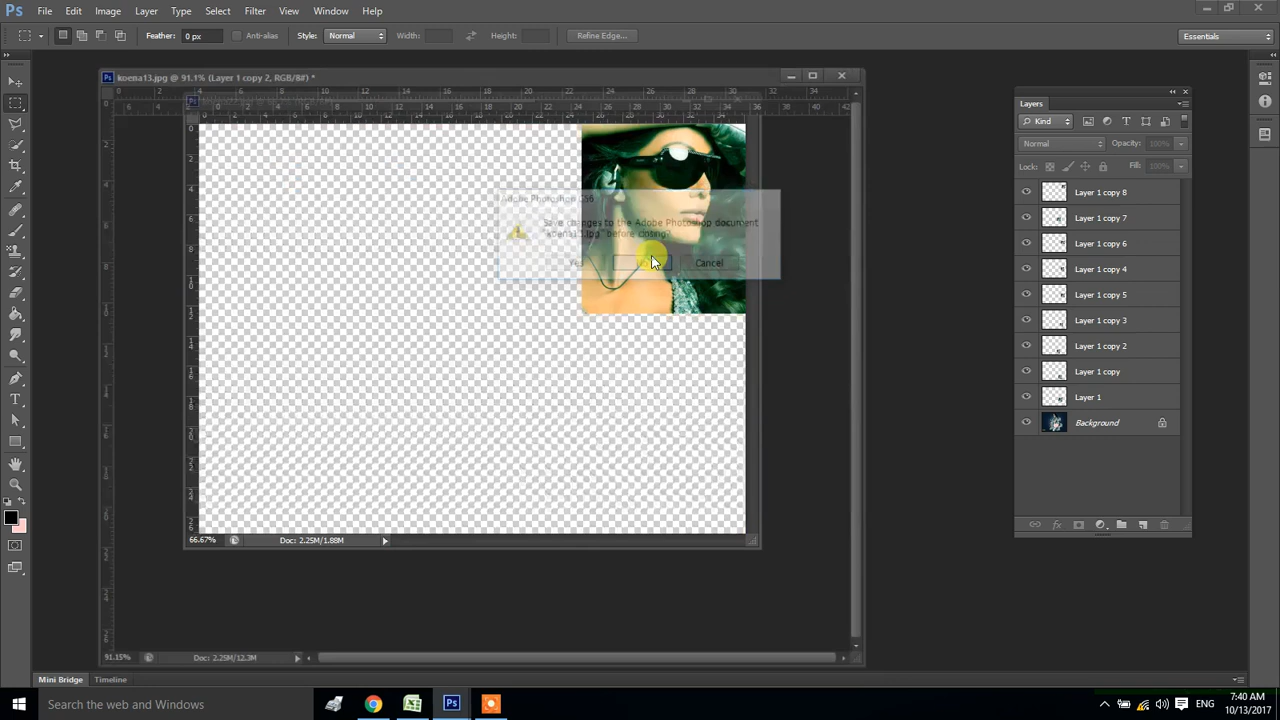 Ps File Edit Image Layer Type Select Filter View Window Help
Feather: 0 px Anti-alias Style: Normal Width: Height: Refine Edge... Essentials
Ps koena13.jpg @ 91.1% (Layer 1 copy 2, RGB/8#) *
Layers
Kind
Normal Opacity: 100%
Lock: Fill: 100%
Layer 1 copy 8
Layer 1 copy 7
Layer 1 copy 6
Layer 1 copy 4
Layer 1 copy 5
Layer 1 copy 3
Layer 1 copy 2
Layer 1 copy
Layer 1
Background
Adobe Photoshop CS6
Save changes to the Adobe Photoshop document
"koena13.jpg" before closing?
Yes Cancel
66.67% Doc: 2.25M/1.88M
91.15% Doc: 2.25M/12.3M
Mini Bridge Timeline
Search the web and Windows
Ps
ENG
7:40 AM
10/13/2017